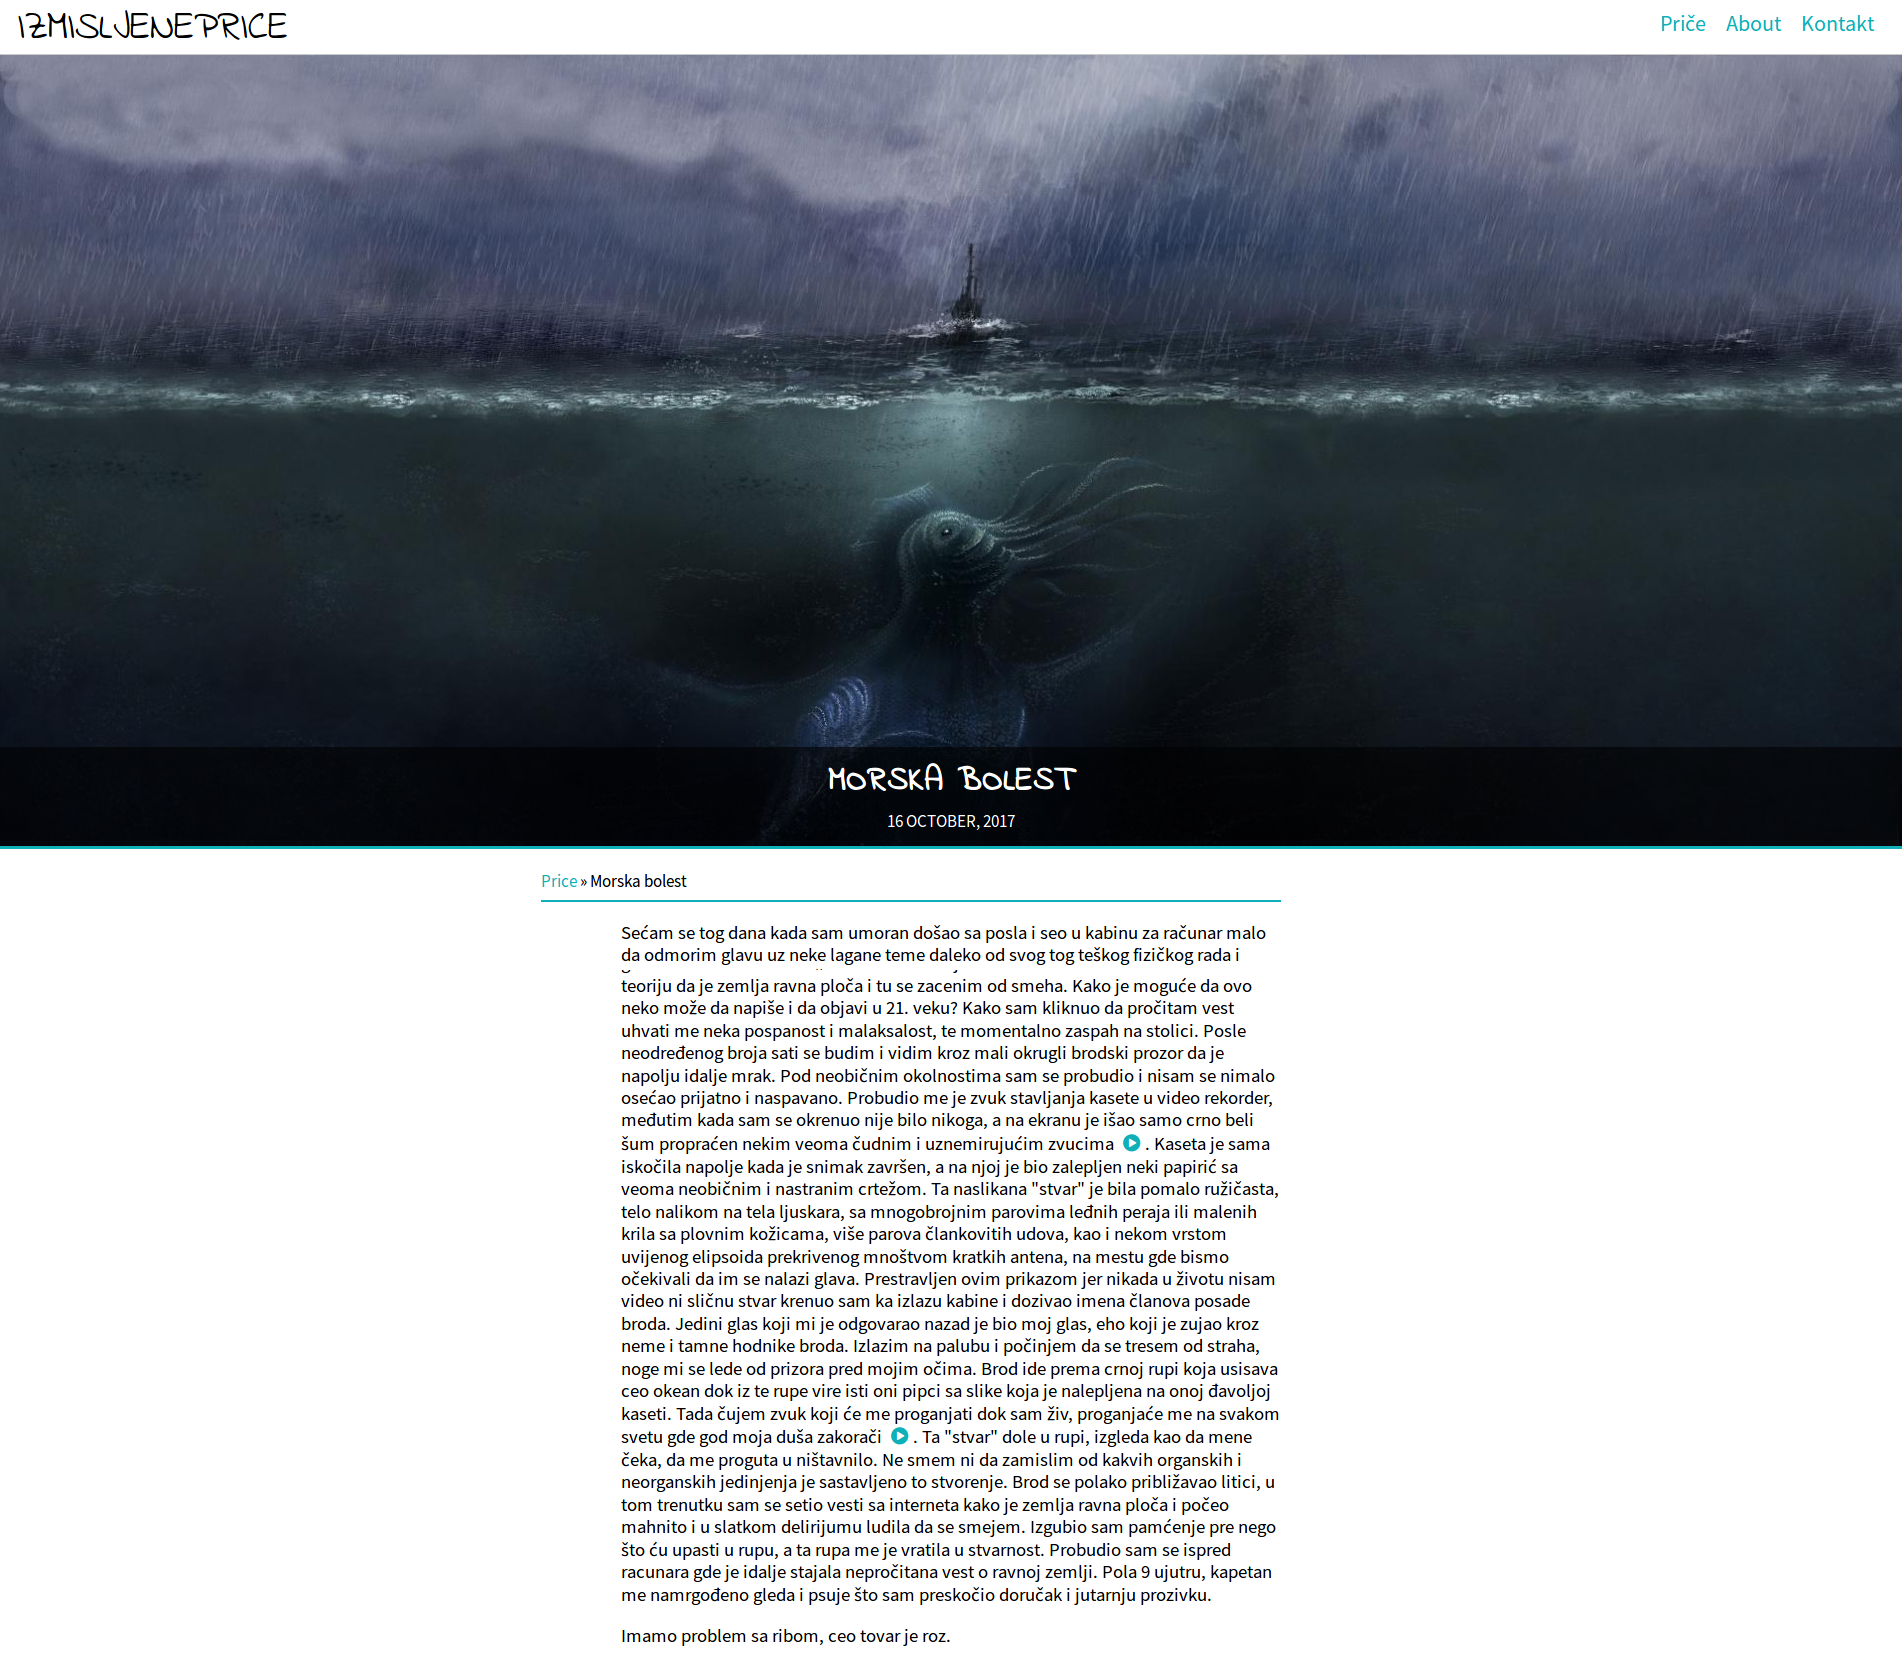 IZMISLJENEPRICE
Priče About Kontakt
MORSKA BOLEST
16 OCTOBER, 2017
Price » Morska bolest
Sećam se tog dana kada sam umoran došao sa posla i seo u kabinu za računar malo
da odmorim glavu uz neke lagane teme daleko od svog tog teškog fizičkog rada i
teoriju da je zemlja ravna ploča i tu se zacenim od smeha. Kako je moguće da ovo
neko može da napiše i da objavi u 21. veku? Kako sam kliknuo da pročitam vest
uhvati me neka pospanost i malaksalost, te momentalno zaspah na stolici. Posle
neodređenog broja sati se budim i vidim kroz mali okrugli brodski prozor da je
napolju idalje mrak. Pod neobičnim okolnostima sam se probudio i nisam se nimalo
osećao prijatno i naspavano. Probudio me je zvuk stavljanja kasete u video rekorder,
međutim kada sam se okrenuo nije bilo nikoga, a na ekranu je išao samo crno beli
šum propraćen nekim veoma čudnim i uznemirujućim zvucima . Kaseta je sama
iskočila napolje kada je snimak završen, a na njoj je bio zalepljen neki papirić sa
veoma neobičnim i nastranim crtežom. Ta naslikana "stvar" je bila pomalo ružičasta,
telo nalikom na tela ljuskara, sa mnogobrojnim parovima leđnih peraja ili malenih
krila sa plovnim kožicama, više parova člankovitih udova, kao i nekom vrstom
uvijenog elipsoida prekrivenog mnoštvom kratkih antena, na mestu gde bismo
očekivali da im se nalazi glava. Prestravljen ovim prikazom jer nikada u životu nisam
video ni sličnu stvar krenuo sam ka izlazu kabine i dozivao imena članova posade
broda. Jedini glas koji mi je odgovarao nazad je bio moj glas, eho koji je zujao kroz
neme i tamne hodnike broda. Izlazim na palubu i počinjem da se tresem od straha,
noge mi se lede od prizora pred mojim očima. Brod ide prema crnoj rupi koja usisava
ceo okean dok iz te rupe vire isti oni pipci sa slike koja je nalepljena na onoj đavoljoj
kaseti. Tada čujem zvuk koji će me proganjati dok sam živ, proganjaće me na svakom
svetu gde god moja duša zakorači . Ta "stvar" dole u rupi, izgleda kao da mene
čeka, da me proguta u ništavnilo. Ne smem ni da zamislim od kakvih organskih i
neorganskih jedinjenja je sastavljeno to stvorenje. Brod se polako približavao litici, u
tom trenutku sam se setio vesti sa interneta kako je zemlja ravna ploča i počeo
mahnito i u slatkom delirijumu ludila da se smejem. Izgubio sam pamćenje pre nego
što ću upasti u rupu, a ta rupa me je vratila u stvarnost. Probudio sam se ispred
racunara gde je idalje stajala nepročitana vest o ravnoj zemlji. Pola 9 ujutru, kapetan
me namrgođeno gleda i psuje što sam preskočio doručak i jutarnju prozivku.
Imamo problem sa ribom, ceo tovar je roz.